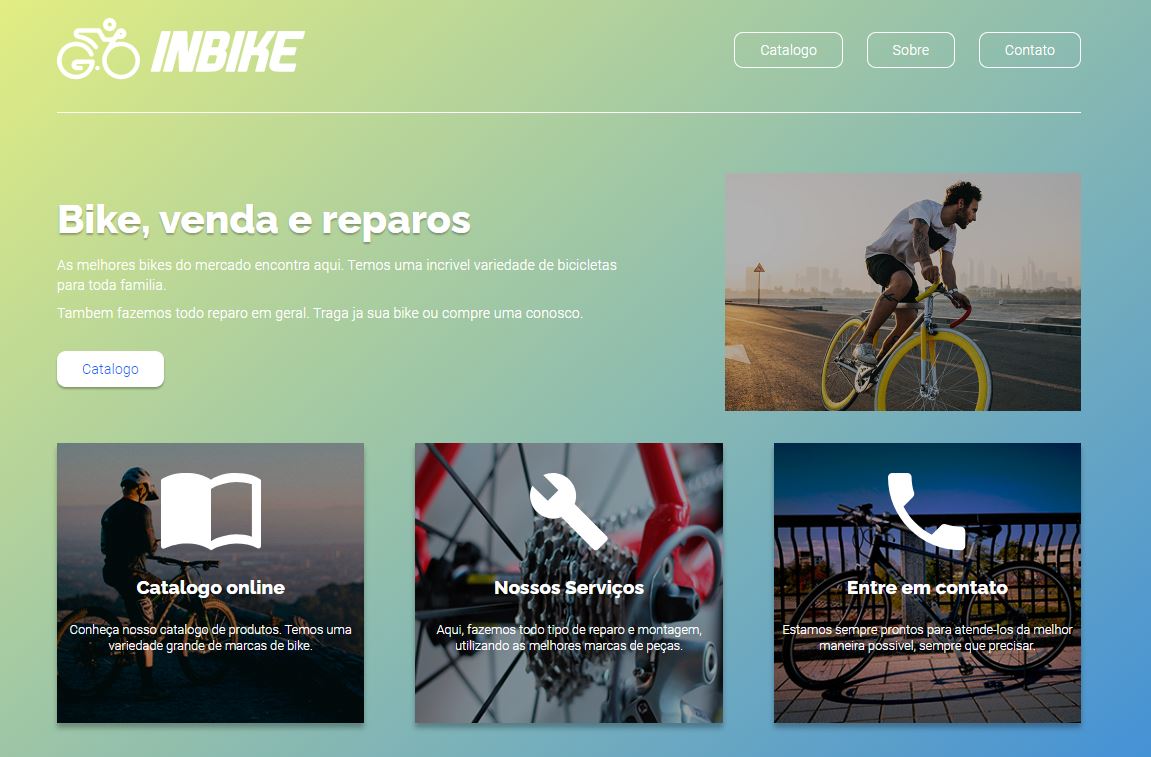 INBIKE
Catalogo
Sobre
Contato
Bike, venda e reparos
As melhores bikes do mercado encontra aqui. Temos uma incrivel variedade de bicicletas
para toda familia.
Tambem fazemos todo reparo em geral. Traga ja sua bike ou compre uma conosco.
Catalogo
Catalogo online
Conheça nosso catalogo de produtos. Temos uma
variedade grande de marcas de bike.
Nossos Serviços
Aqui, fazemos todo tipo de reparo e montagem,
utilizando as melhores marcas de peças.
Entre em contato
Estamos sempre prontos para atende-los da melhor
maneira possivel, sempre que precisar.